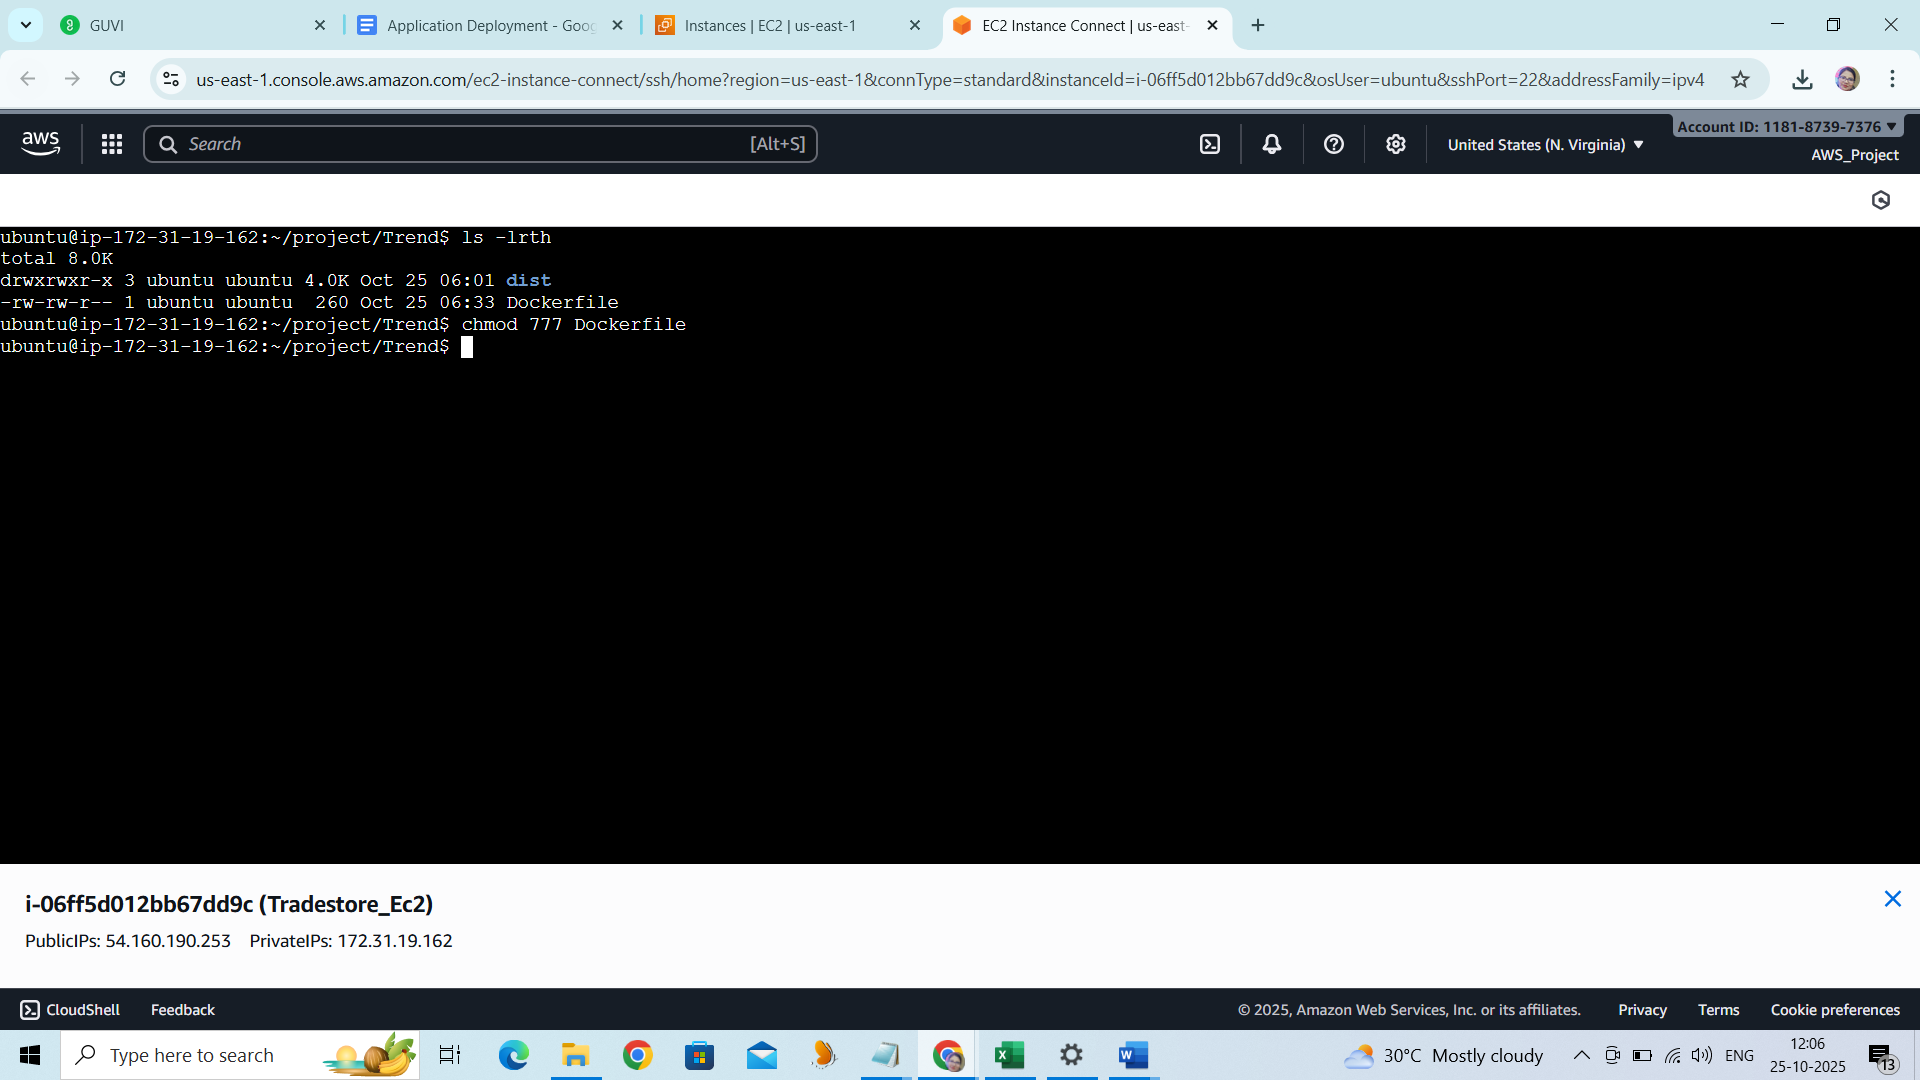 GUVI
Application Deployment - Goog
Instances | EC2 | us-east-1
EC2 Instance Connect | us-east-
us-east-1.console.aws.amazon.com/ec2-instance-connect/ssh/home?region=us-east-1&connType=standard&instanceId=i-06ff5d012bb67dd9c&osUser=ubuntu&sshPort=22&addressFamily=ipv4
aws
Search
[Alt+S]
United States (N. Virginia)
Account ID: 1181-8739-7376
AWS_Project
ubuntu@ip-172-31-19-162:~/project/Trend$ ls -lrth
total 8.0K
drwxrwxr-x 3 ubuntu ubuntu 4.0K Oct 25 06:01 dist
-rw-rw-r-- 1 ubuntu ubuntu  260 Oct 25 06:33 Dockerfile
ubuntu@ip-172-31-19-162:~/project/Trend$ chmod 777 Dockerfile
ubuntu@ip-172-31-19-162:~/project/Trend$
i-06ff5d012bb67dd9c (Tradestore_Ec2)
PublicIPs: 54.160.190.253 PrivateIPs: 172.31.19.162
CloudShell Feedback
© 2025, Amazon Web Services, Inc. or its affiliates. Privacy Terms Cookie preferences
Type here to search
30°C Mostly cloudy
ENG
12:06
25-10-2025
13